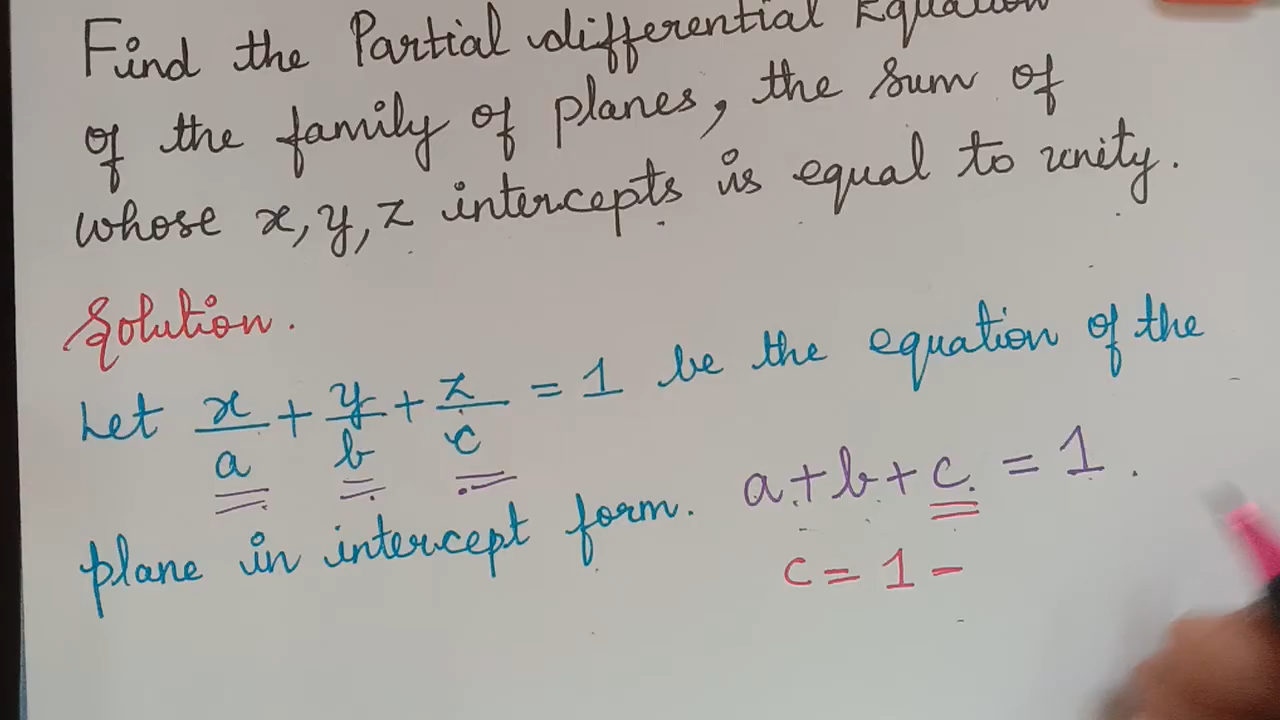 Find the Partial differential Equation
of the family of planes, the sum of
whose x, y, z intercepts is equal to unity.
Solution.
Let x/a + y/b + z/c = 1 be the equation of the
plane in intercept form. a+b+c = 1.
c = 1 -